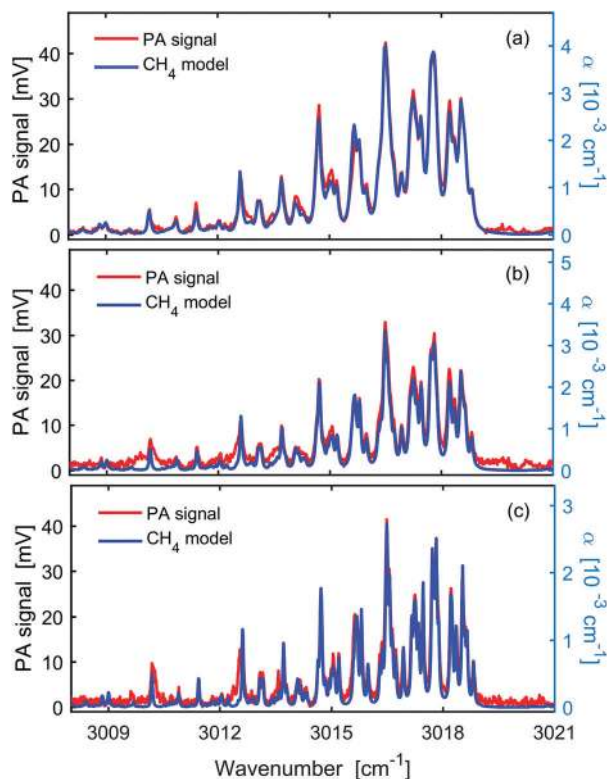 (a)
PA signal
CH₄ model
PA signal [mV]
40
30
20
10
0
4
3
2
1
0
α [10⁻³ cm⁻¹]
(b)
PA signal
CH₄ model
PA signal [mV]
40
30
20
10
0
5
4
3
2
1
0
α [10⁻³ cm⁻¹]
(c)
PA signal
CH₄ model
PA signal [mV]
40
30
20
10
0
3
2
1
0
α [10⁻³ cm⁻¹]
3009 3012 3015 3018 3021
Wavenumber [cm⁻¹]